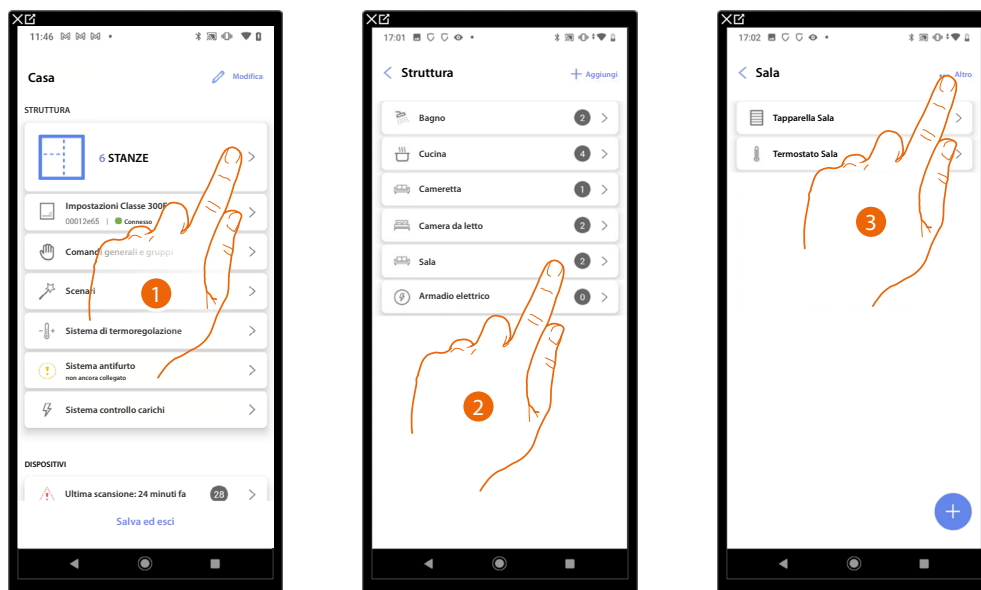 11:46
Casa
Modifica
STRUTTURA
6 STANZE
Impostazioni Classe 300E
00012e65 | Connesso
Comandi generali e gruppi
Scenari
1
Sistema di termoregolazione
Sistema antifurto
non ancora collegato
Sistema controllo carichi
DISPOSITIVI
Ultima scansione: 24 minuti fa 28
Salva ed esci
17:01
Struttura
+ Aggiungi
Bagno 2
Cucina 4
Cameretta 1
Camera da letto 2
Sala 2
Armadio elettrico 0
2
17:02
Sala
Altro
Tapparella Sala
Termostato Sala
3
+